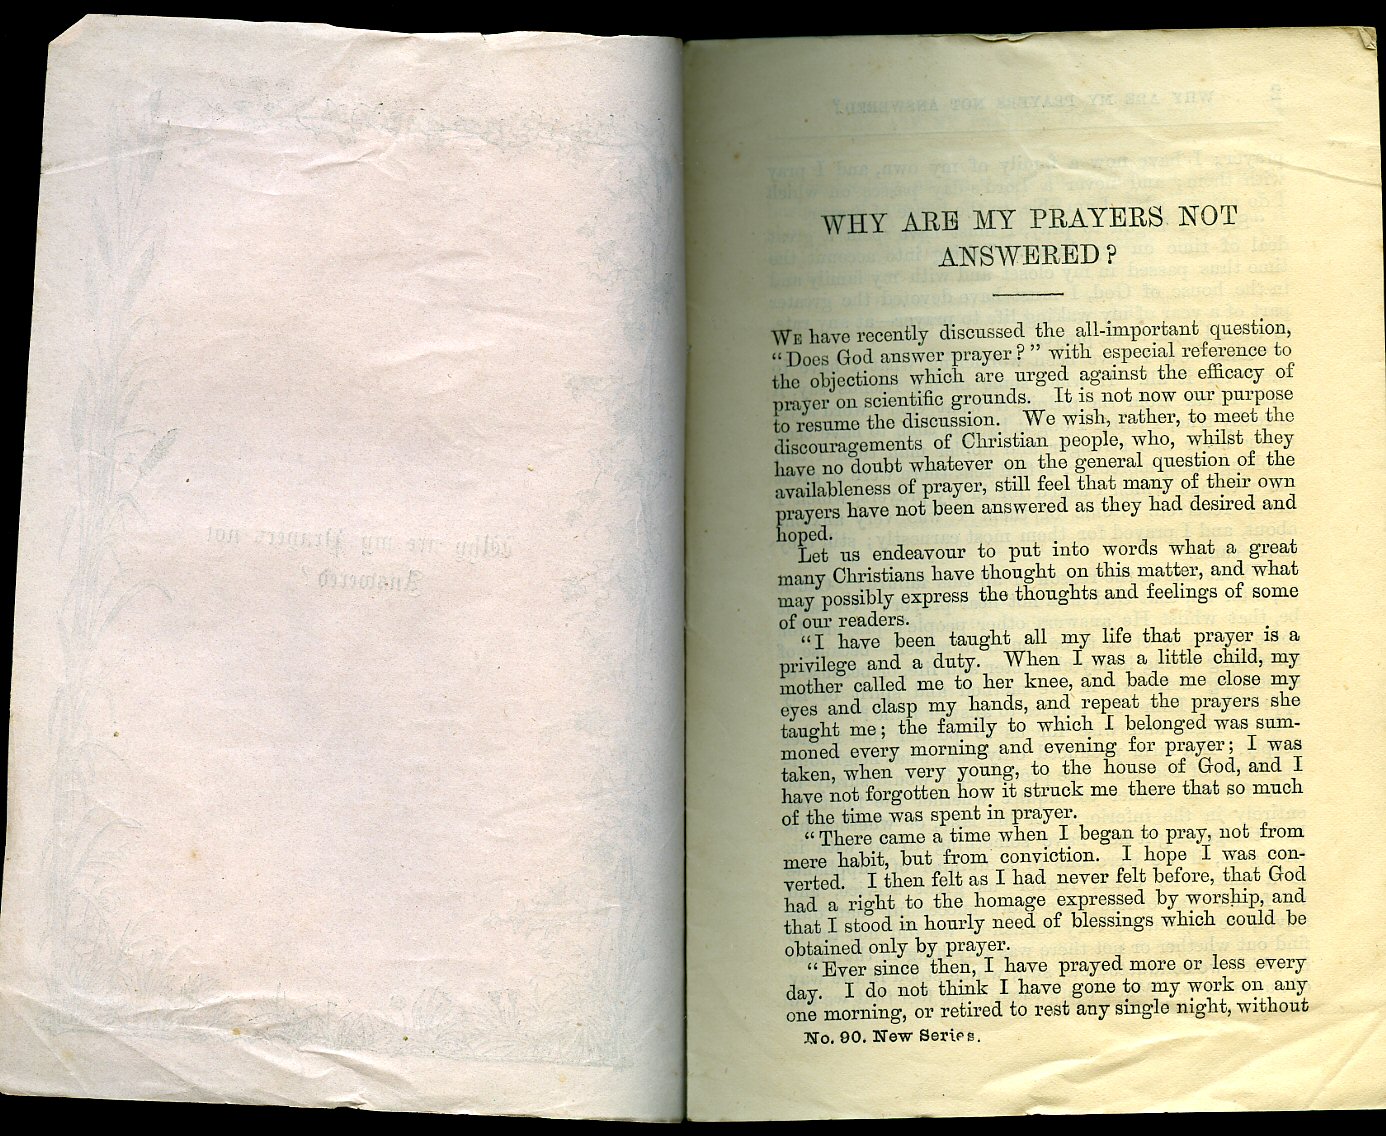 WHY ARE MY PRAYERS NOT
ANSWERED?
WE have recently discussed the all-important question,
“Does God answer prayer?” with especial reference to
the objections which are urged against the efficacy of
prayer on scientific grounds. It is not now our purpose
to resume the discussion. We wish, rather, to meet the
discouragements of Christian people, who, whilst they
have no doubt whatever on the general question of the
availableness of prayer, still feel that many of their own
prayers have not been answered as they had desired and
hoped.
Let us endeavour to put into words what a great
many Christians have thought on this matter, and what
may possibly express the thoughts and feelings of some
of our readers.
“I have been taught all my life that prayer is a
privilege and a duty. When I was a little child, my
mother called me to her knee, and bade me close my
eyes and clasp my hands, and repeat the prayers she
taught me; the family to which I belonged was sum-
moned every morning and evening for prayer; I was
taken, when very young, to the house of God, and I
have not forgotten how it struck me there that so much
of the time was spent in prayer.
“There came a time when I began to pray, not from
mere habit, but from conviction. I hope I was con-
verted. I then felt as I had never felt before, that God
had a right to the homage expressed by worship, and
that I stood in hourly need of blessings which could be
obtained only by prayer.
“Ever since then, I have prayed more or less every
day. I do not think I have gone to my work on any
one morning, or retired to rest any single night, without
No. 90. New Series.